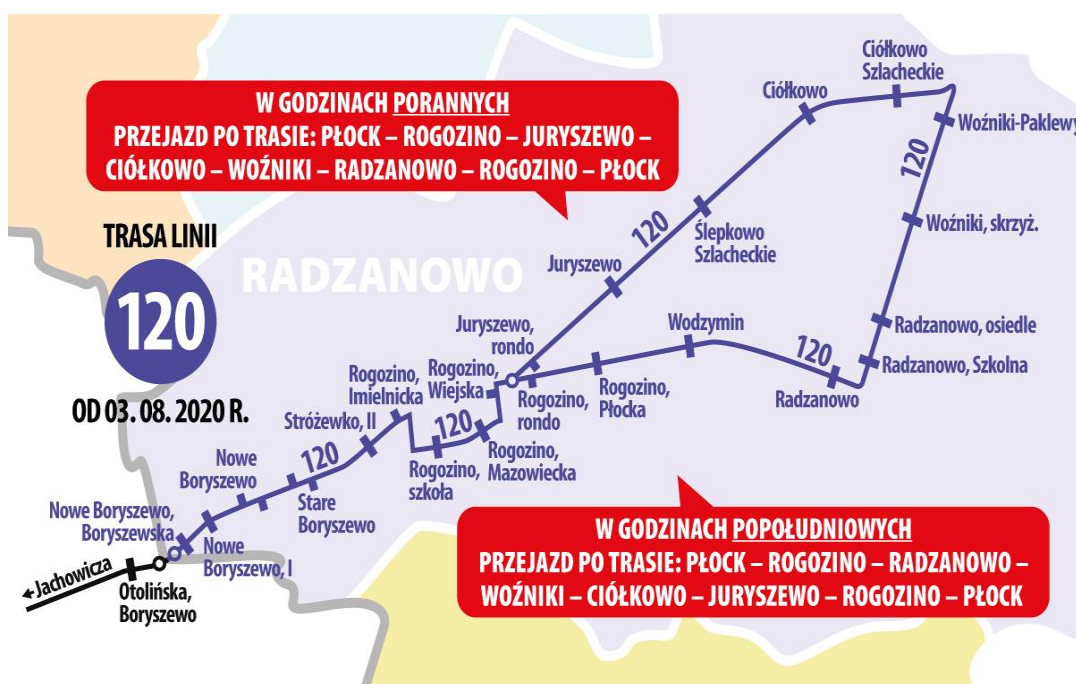 W GODZINACH PORANNYCH
PRZEJAZD PO TRASIE: PŁOCK – ROGOZINO – JURYSZEWO –
CIÓŁKOWO – WOŹNIKI – RADZANOWO – ROGOZINO – PŁOCK
Ciółkowo
Szlacheckie
Ciółkowo
Woźniki-Paklewy
120
TRASA LINII
120
OD 03. 08. 2020 R.
RADZANOWO
120
Ślepkowo
Szlacheckie
Woźniki, skrzyż.
Juryszewo
Juryszewo,
rondo
Wodzymin
Radzanowo, osiedle
120
Radzanowo, Szkolna
Radzanowo
Rogozino,
Imielnicka
Rogozino,
Wiejska
Rogozino,
rondo
Rogozino,
Płocka
Stróżewko, II
120
120
Rogozino,
szkoła
Rogozino,
Mazowiecka
Nowe
Boryszewo
Stare
Boryszewo
Nowe Boryszewo,
Boryszewska
Nowe
Boryszewo, I
Jachowicza
Otolińska,
Boryszewo
W GODZINACH POPOŁUDNIOWYCH
PRZEJAZD PO TRASIE: PŁOCK – ROGOZINO – RADZANOWO –
WOŹNIKI – CIÓŁKOWO – JURYSZEWO – ROGOZINO – PŁOCK